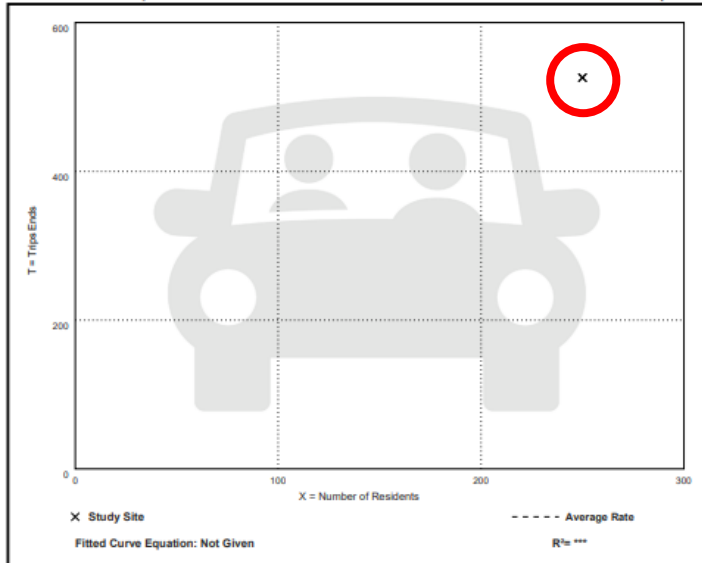 600
400
200
0
T = Trips Ends
0 100 200 300
X = Number of Residents
× Study Site
- - - - - Average Rate
Fitted Curve Equation: Not Given
R²= ***